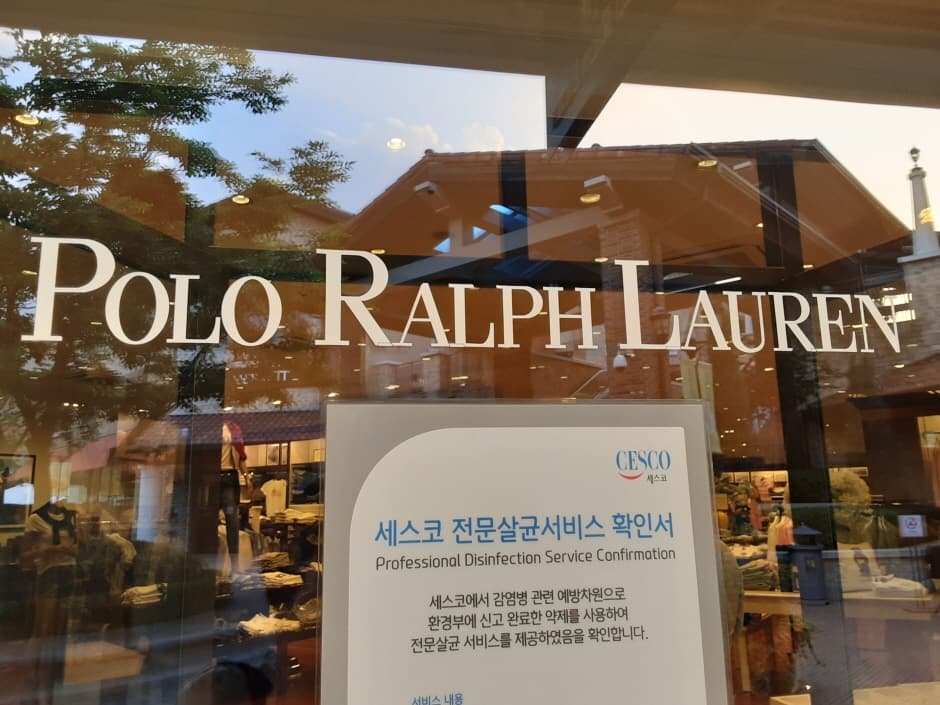 POLO RALPH LAUREN
CESCO
세스코
세스코 전문살균서비스 확인서
Professional Disinfection Service Confirmation
세스코에서 감염병 관련 예방차원으로
환경부에 신고 완료한 약제를 사용하여
전문살균 서비스를 제공하였음을 확인합니다.
서비스 내용